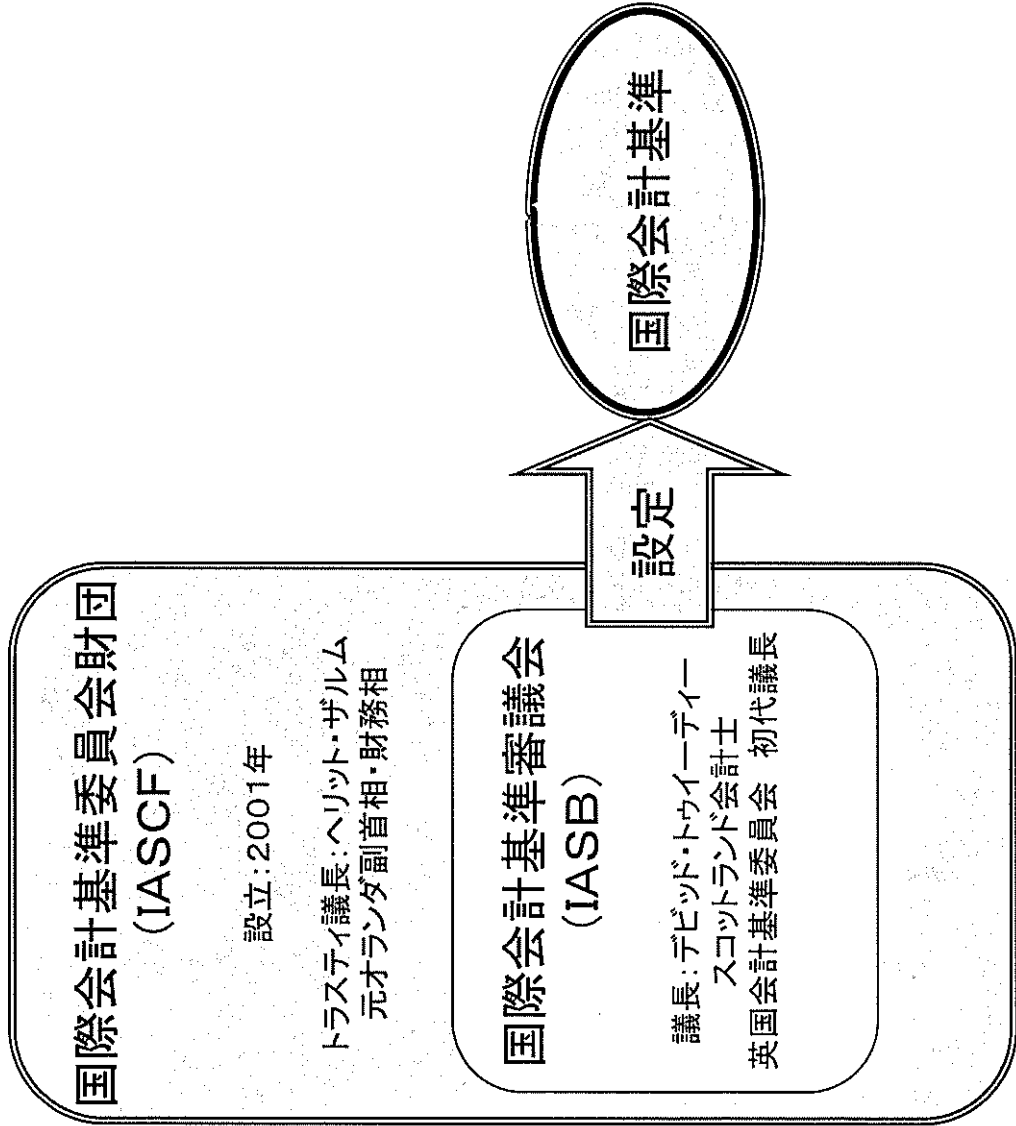 国際会計基準委員会財団
(IASCF)
設立:2001年
トラスティ議長:ヘリット・ザルム
元オランダ副首相・財務相
国際会計基準審議会
(IASB)
議長:デビッド・トゥイーディー
スコットランド会計士
英国会計基準委員会 初代議長
設定
国際会計基準